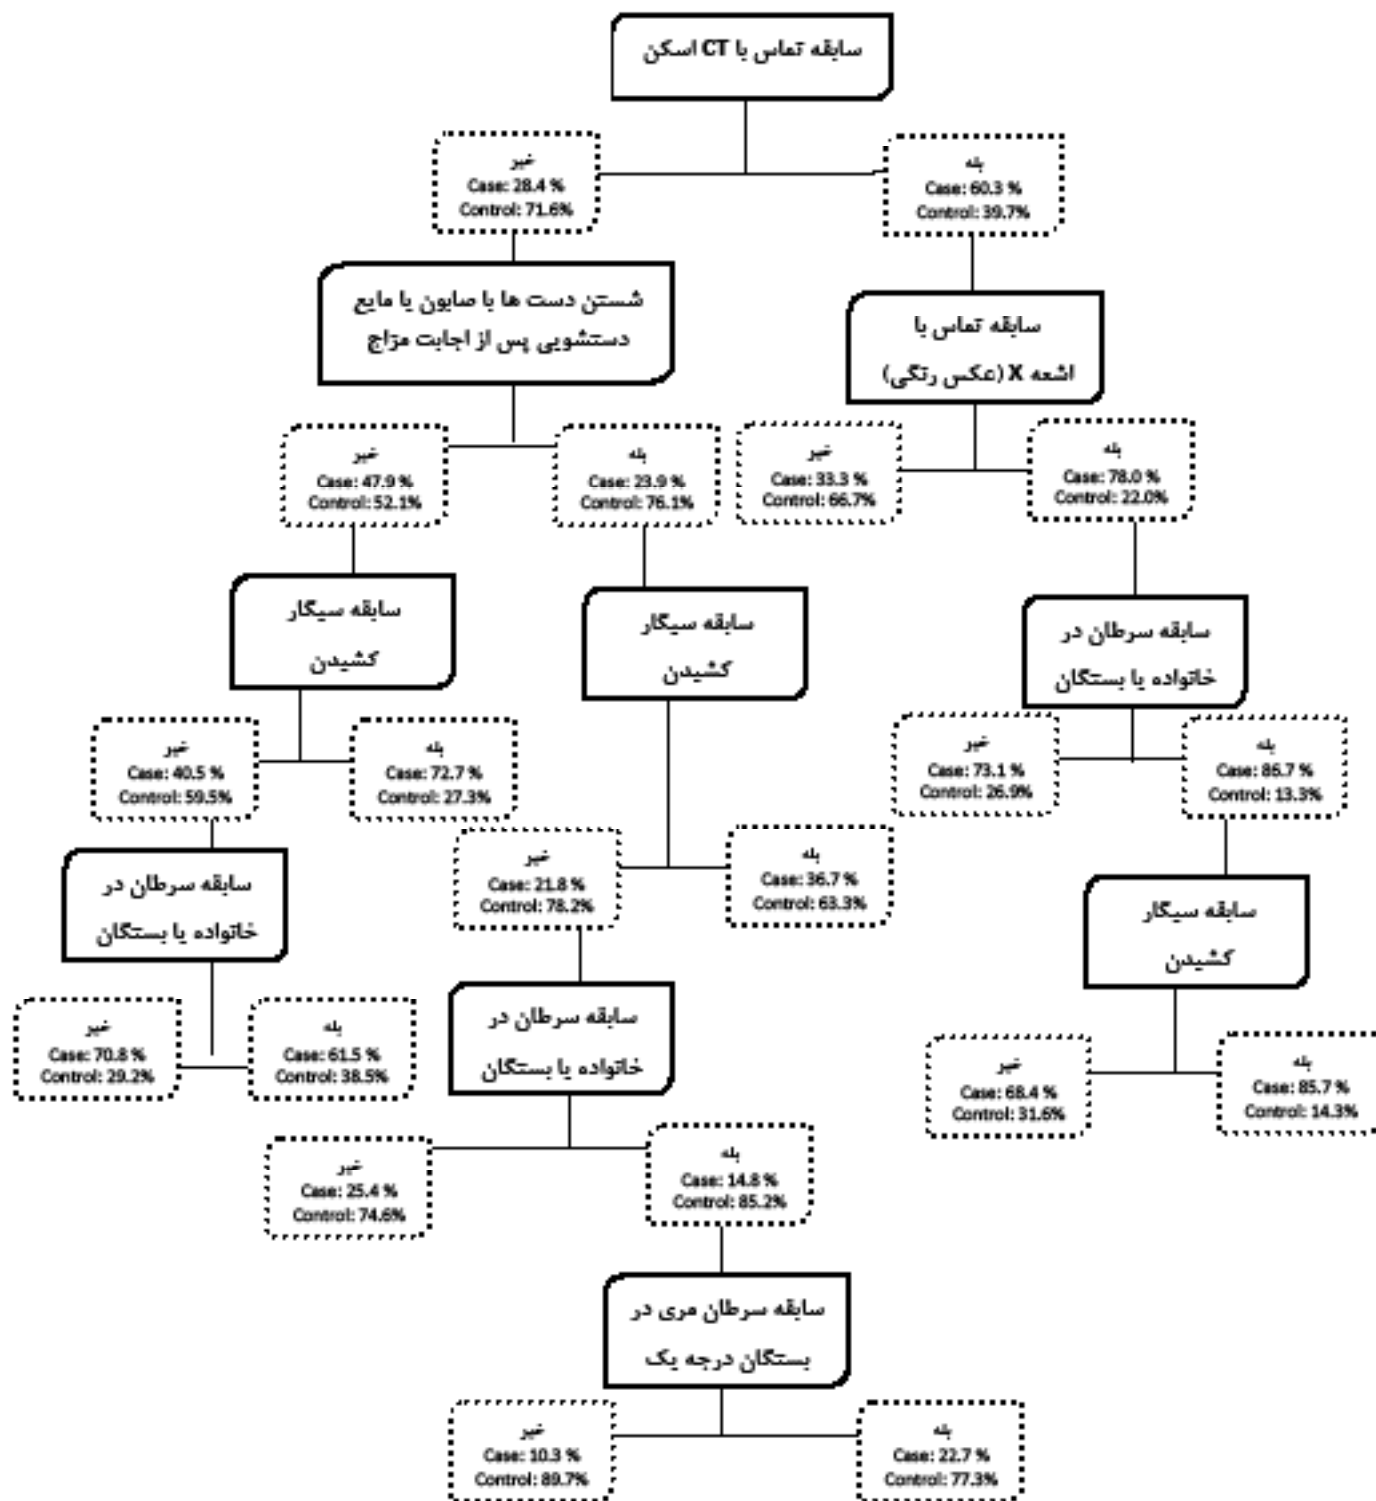 سابقه تماس با CT اسکن
خیر
Case: 28.4 %
Control: 71.6%
بله
Case: 60.3 %
Control: 39.7%
شستن دست ها با صابون یا مایع
دستشویی پس از اجابت مزاج
سابقه تماس با
اشعه X (عکس رنگی)
خیر
Case: 47.9 %
Control: 52.1%
بله
Case: 23.9 %
Control: 76.1%
خیر
Case: 33.3 %
Control: 66.7%
بله
Case: 78.0 %
Control: 22.0%
سابقه سیگار
کشیدن
سابقه سیگار
کشیدن
سابقه سرطان در
خانواده یا بستگان
خیر
Case: 40.5 %
Control: 59.5%
بله
Case: 72.7 %
Control: 27.3%
خیر
Case: 73.1 %
Control: 26.9%
بله
Case: 86.7 %
Control: 13.3%
سابقه سرطان در
خانواده یا بستگان
خیر
Case: 21.8 %
Control: 78.2%
بله
Case: 36.7 %
Control: 63.3%
سابقه سیگار
کشیدن
خیر
Case: 70.8 %
Control: 29.2%
بله
Case: 61.5 %
Control: 38.5%
سابقه سرطان در
خانواده یا بستگان
خیر
Case: 68.4 %
Control: 31.6%
بله
Case: 85.7 %
Control: 14.3%
خیر
Case: 25.4 %
Control: 74.6%
بله
Case: 14.8 %
Control: 85.2%
سابقه سرطان مری در
بستگان درجه یک
خیر
Case: 10.3 %
Control: 89.7%
بله
Case: 22.7 %
Control: 77.3%